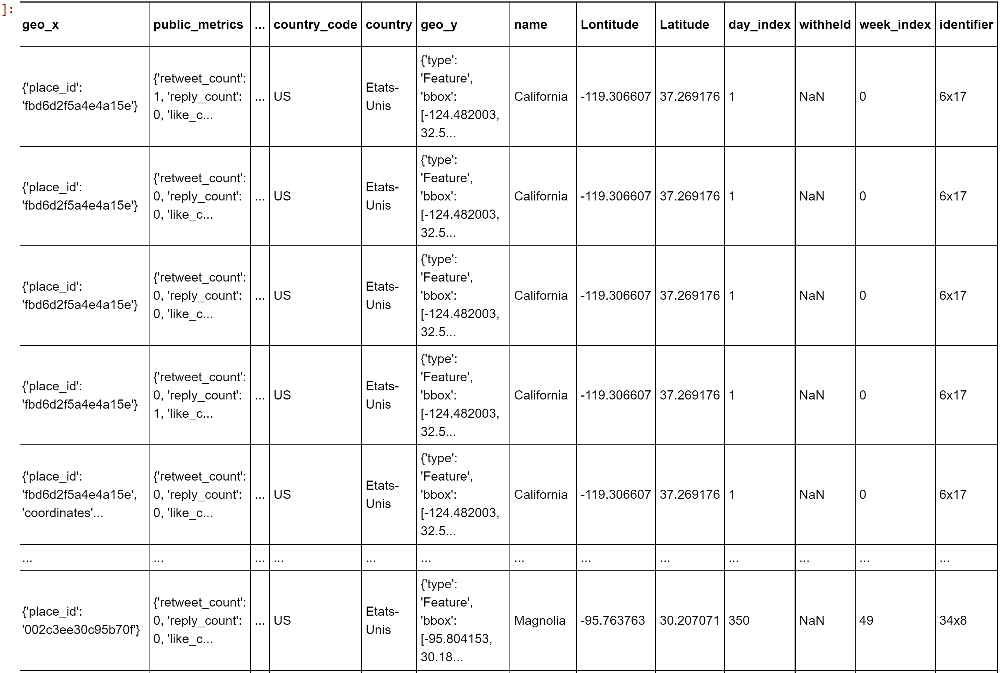 ]:
geo_x public_metrics ... country_code country geo_y name Lontitude Latitude day_index withheld week_index identifier
{'place_id':
'fbd6d2f5a4e4a15e'}
{'retweet_count':
1, 'reply_count':
0, 'like_c...
...
US
Etats-
Unis
{'type':
'Feature',
'bbox':
[-124.482003,
32.5...
California
-119.306607
37.269176
1
NaN
0
6x17
{'place_id':
'fbd6d2f5a4e4a15e'}
{'retweet_count':
0, 'reply_count':
0, 'like_c...
...
US
Etats-
Unis
{'type':
'Feature',
'bbox':
[-124.482003,
32.5...
California
-119.306607
37.269176
1
NaN
0
6x17
{'place_id':
'fbd6d2f5a4e4a15e'}
{'retweet_count':
0, 'reply_count':
0, 'like_c...
...
US
Etats-
Unis
{'type':
'Feature',
'bbox':
[-124.482003,
32.5...
California
-119.306607
37.269176
1
NaN
0
6x17
{'place_id':
'fbd6d2f5a4e4a15e'}
{'retweet_count':
0, 'reply_count':
1, 'like_c...
...
US
Etats-
Unis
{'type':
'Feature',
'bbox':
[-124.482003,
32.5...
California
-119.306607
37.269176
1
NaN
0
6x17
{'place_id':
'fbd6d2f5a4e4a15e',
'coordinates'...
{'retweet_count':
0, 'reply_count':
0, 'like_c...
...
US
Etats-
Unis
{'type':
'Feature',
'bbox':
[-124.482003,
32.5...
California
-119.306607
37.269176
1
NaN
0
6x17
... ... ... ... ... ... ... ... ... ... ... ... ...
{'place_id':
'002c3ee30c95b70f'}
{'retweet_count':
0, 'reply_count':
0, 'like_c...
...
US
Etats-
Unis
{'type':
'Feature',
'bbox':
[-95.804153,
30.18...
Magnolia
-95.763763
30.207071
350
NaN
49
34x8